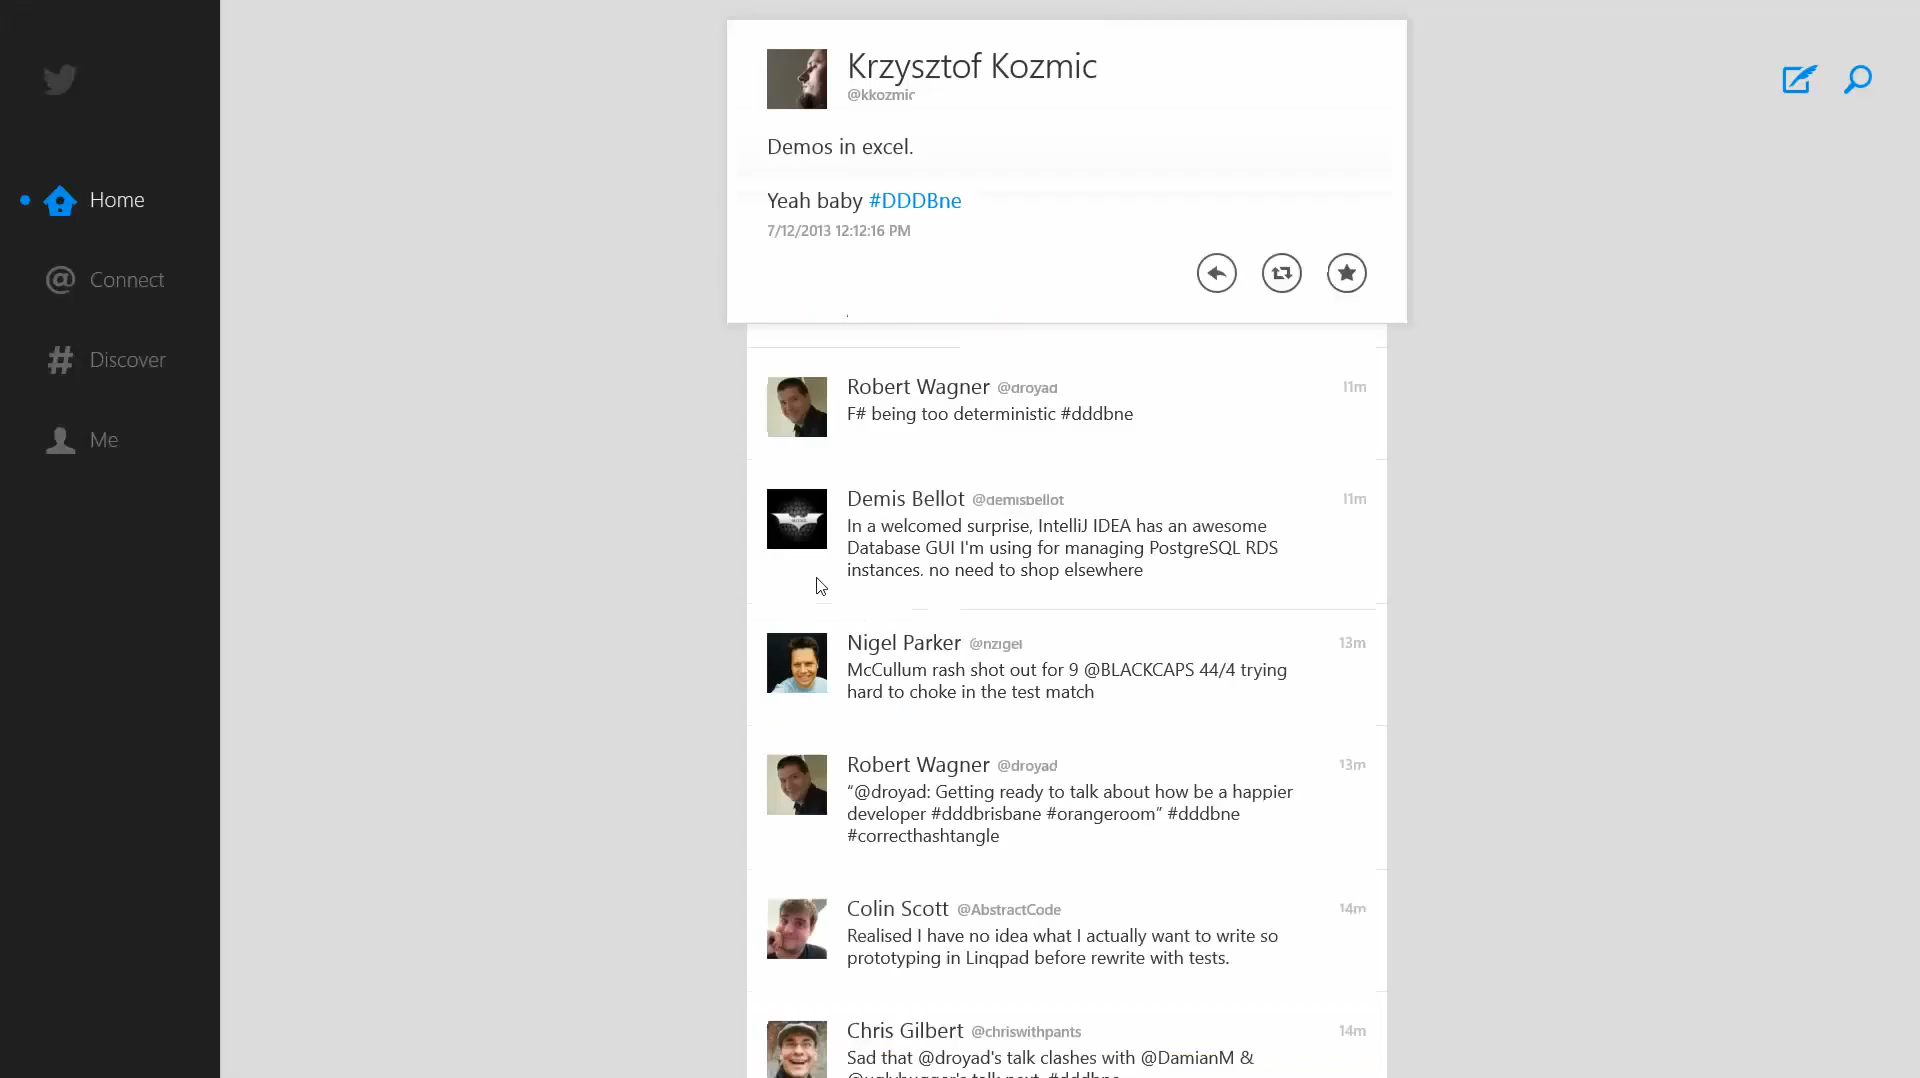 Home
Connect
Discover
Me
Krzysztof Kozmic
@kkozmic
Demos in excel.
Yeah baby #DDDBne
7/12/2013 12:12:16 PM
Robert Wagner @droyad 11m
F# being too deterministic #dddbne
Demis Bellot @demisbellot 11m
In a welcomed surprise, IntelliJ IDEA has an awesome
Database GUI I'm using for managing PostgreSQL RDS
instances. no need to shop elsewhere
Nigel Parker @nzigel 13m
McCullum rash shot out for 9 @BLACKCAPS 44/4 trying
hard to choke in the test match
Robert Wagner @droyad 13m
“@droyad: Getting ready to talk about how be a happier
developer #dddbrisbane #orangeroom” #dddbne
#correcthashtangle
Colin Scott @AbstractCode 14m
Realised I have no idea what I actually want to write so
prototyping in Linqpad before rewrite with tests.
Chris Gilbert @chriswithpants 14m
Sad that @droyad's talk clashes with @DamianM &